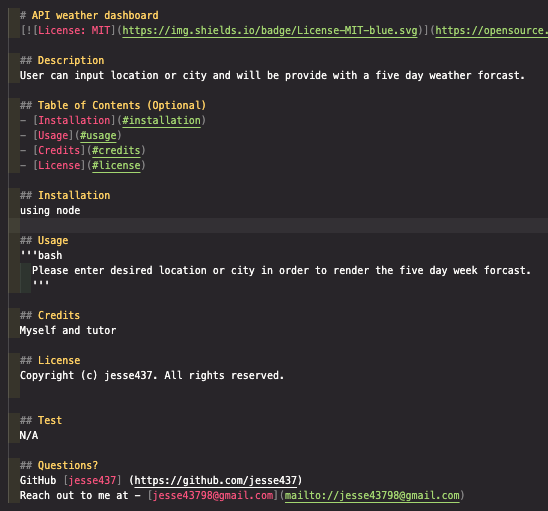 # API weather dashboard
[![License: MIT](https://img.shields.io/badge/License-MIT-blue.svg)](https://opensource.
## Description
User can input location or city and will be provide with a five day weather forcast.
## Table of Contents (Optional)
- [Installation](#installation)
- [Usage](#usage)
- [Credits](#credits)
- [License](#license)
## Installation
using node
## Usage
'''bash
Please enter desired location or city in order to render the five day week forcast.
'''
## Credits
Myself and tutor
## License
Copyright (c) jesse437. All rights reserved.
## Test
N/A
## Questions?
GitHub [jesse437] (https://github.com/jesse437)
Reach out to me at - [jesse43798@gmail.com](mailto://jesse43798@gmail.com)